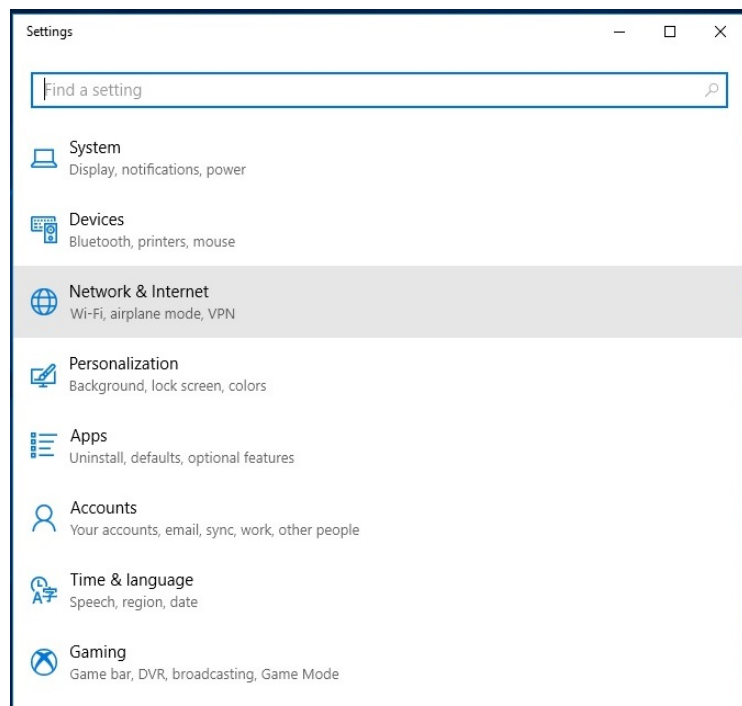 Settings
Find a setting
System
Display, notifications, power
Devices
Bluetooth, printers, mouse
Network & Internet
Wi-Fi, airplane mode, VPN
Personalization
Background, lock screen, colors
Apps
Uninstall, defaults, optional features
Accounts
Your accounts, email, sync, work, other people
Time & language
Speech, region, date
Gaming
Game bar, DVR, broadcasting, Game Mode